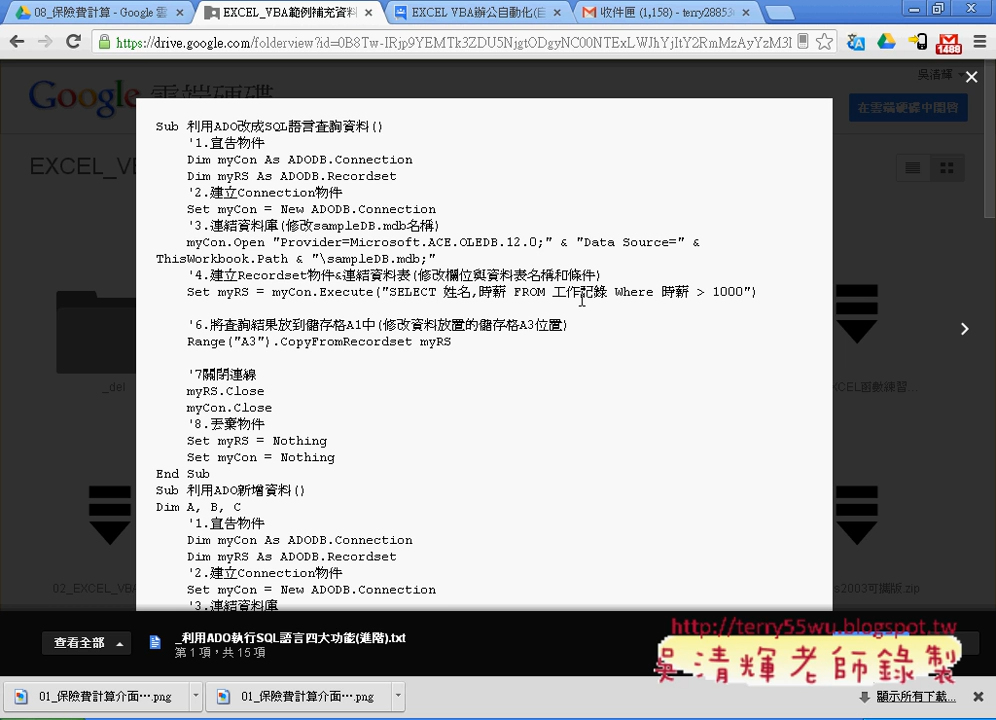 08_保險費計算 - Google 雲
EXCEL_VBA範例補充資料
EXCEL VBA辦公自動化(自
收件匣 (1,158) - terry28853
https://drive.google.com/folderview?id=0B8Tw-IRjp9YEMTk3ZDU5NjgtODgyNC00NTExLWJhYjItY2RmMzAyYzM3I
1486
Google 雲端硬碟
吳清輝
在雲端硬碟中開啓
EXCEL_VB
Sub 利用ADO改成SQL語言查詢資料()
'1.宣告物件
Dim myCon As ADODB.Connection
Dim myRS As ADODB.Recordset
'2.建立Connection物件
Set myCon = New ADODB.Connection
'3.連結資料庫(修改sampleDB.mdb名稱)
myCon.Open "Provider=Microsoft.ACE.OLEDB.12.0;" & "Data Source=" &
ThisWorkbook.Path & "\sampleDB.mdb;"
'4.建立Recordset物件&連結資料表(修改欄位與資料表名稱和條件)
Set myRS = myCon.Execute("SELECT 姓名,時薪 FROM 工作記錄 Where 時薪 > 1000")
'6.將查詢結果放到儲存格A1中(修改資料放置的儲存格A3位置)
Range("A3").CopyFromRecordset myRS
'7關閉連線
myRS.Close
myCon.Close
'8.丟棄物件
Set myRS = Nothing
Set myCon = Nothing
End Sub
Sub 利用ADO新增資料()
Dim A, B, C
'1.宣告物件
Dim myCon As ADODB.Connection
Dim myRS As ADODB.Recordset
'2.建立Connection物件
Set myCon = New ADODB.Connection
'3.連結資料庫
_del
XCEL函數練習...
02_EXCEL_VBA
s2003可攜版.zip
查看全部
_利用ADO執行SQL語言四大功能(進階).txt
第 1 項，共 15 項
http://terry55wu.blogspot.tw
吳清輝老師錄製
01_保險費計算介面….png
01_保險費計算介面….png
顯示所有下載...